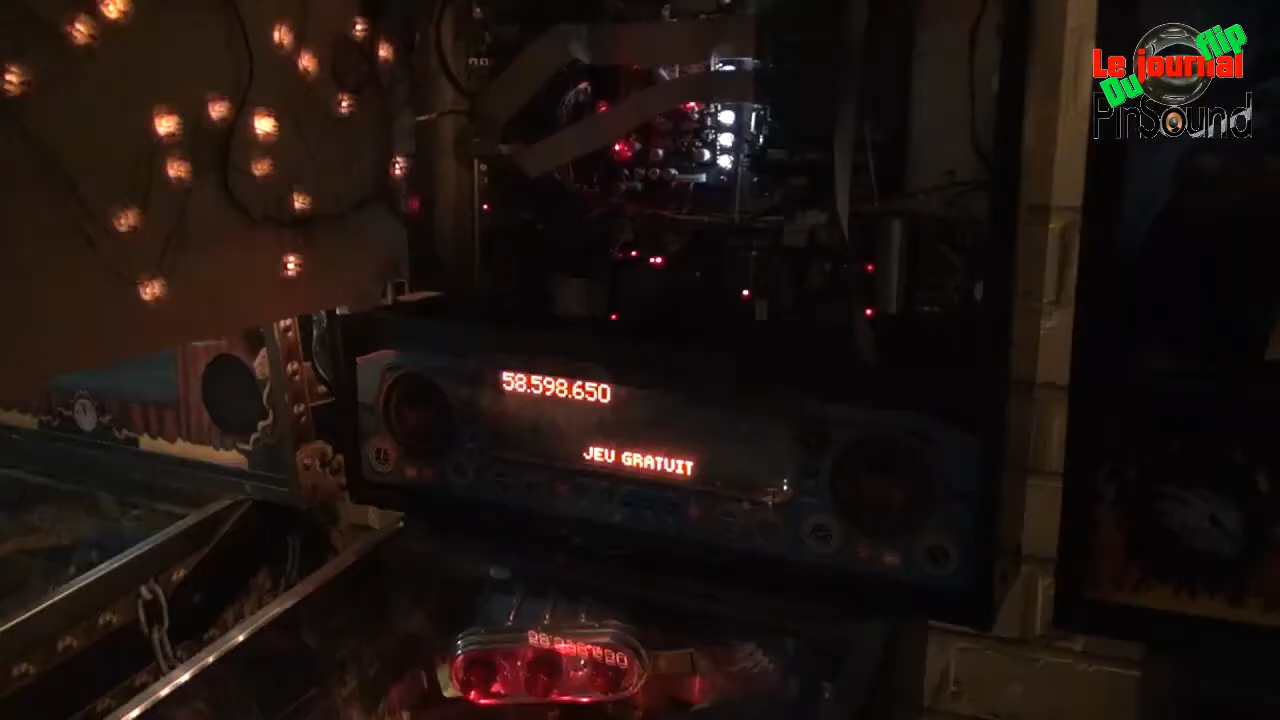 Le journal
Du flip
PinSound
58.598.650
JEU GRATUIT